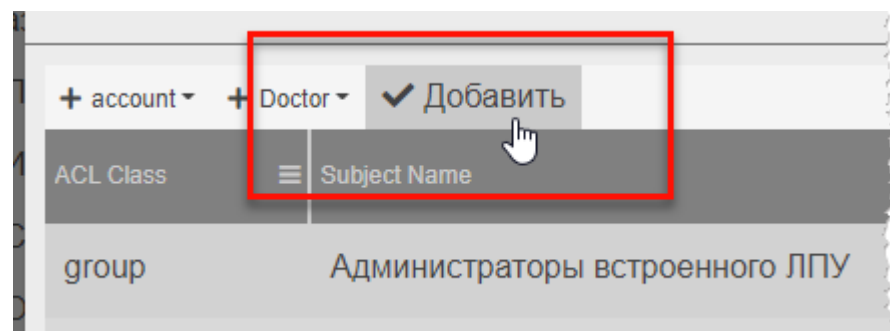 account Doctor Добавить
ACL Class Subject Name
group Администраторы встроенного ЛПУ